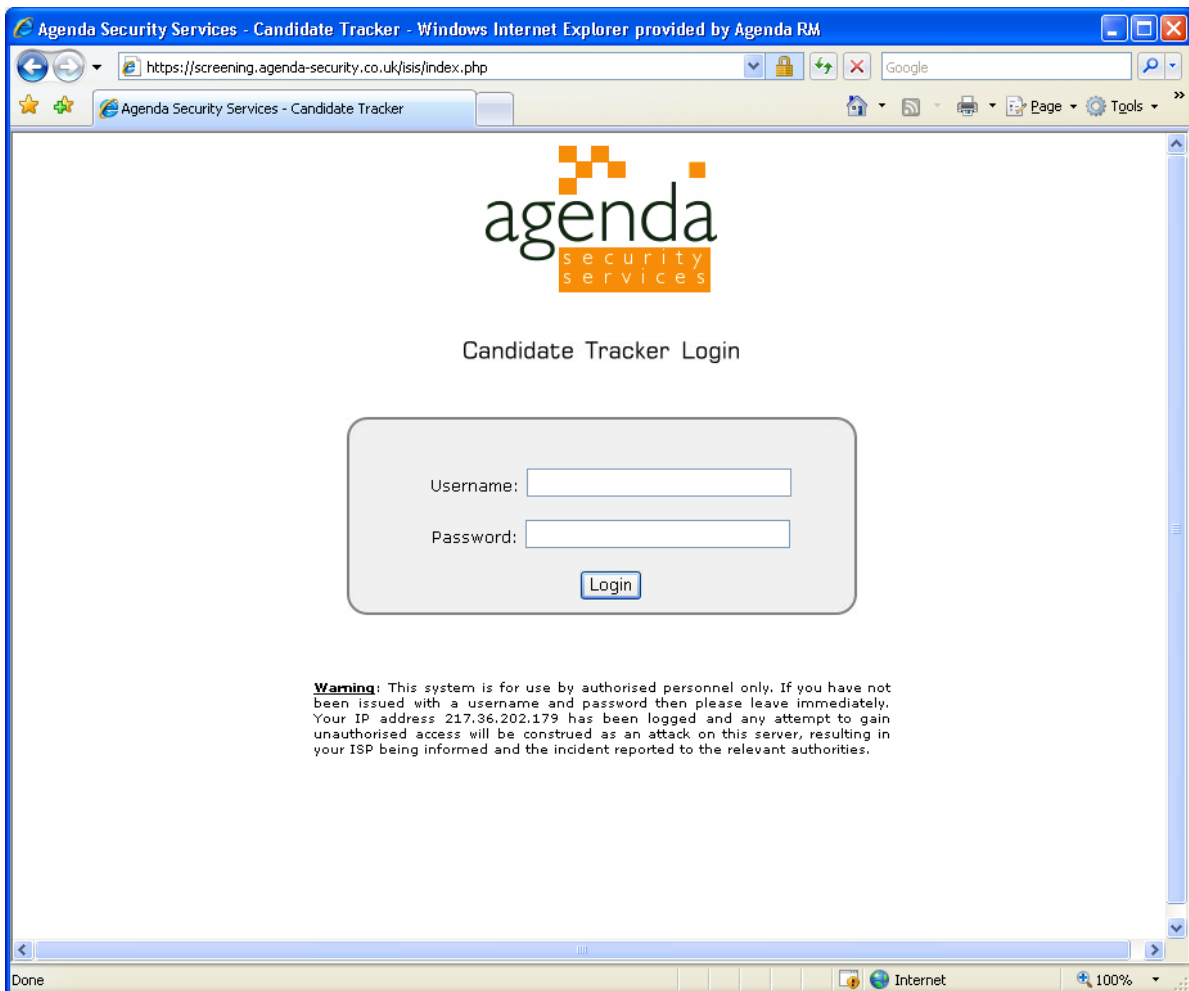 Agenda Security Services - Candidate Tracker - Windows Internet Explorer provided by Agenda RM
https://screening.agenda-security.co.uk/isis/index.php
Google
Agenda Security Services - Candidate Tracker
Page
Tools
»
agenda
security
services
Candidate Tracker Login
Username:
Password:
Login
Warning: This system is for use by authorised personnel only. If you have not
been issued with a username and password then please leave immediately.
Your IP address 217.36.202.179 has been logged and any attempt to gain
unauthorised access will be construed as an attack on this server, resulting in
your ISP being informed and the incident reported to the relevant authorities.
Done
Internet
100%